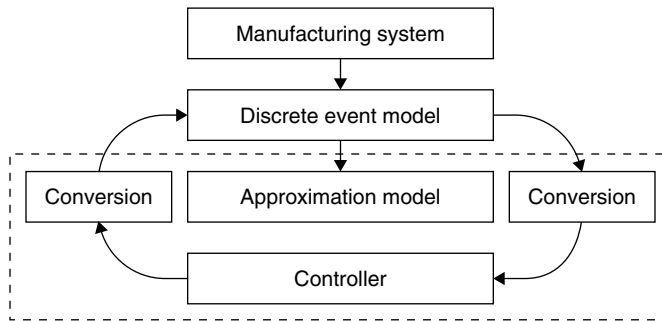 Manufacturing system
Discrete event model
Conversion
Approximation model
Conversion
Controller